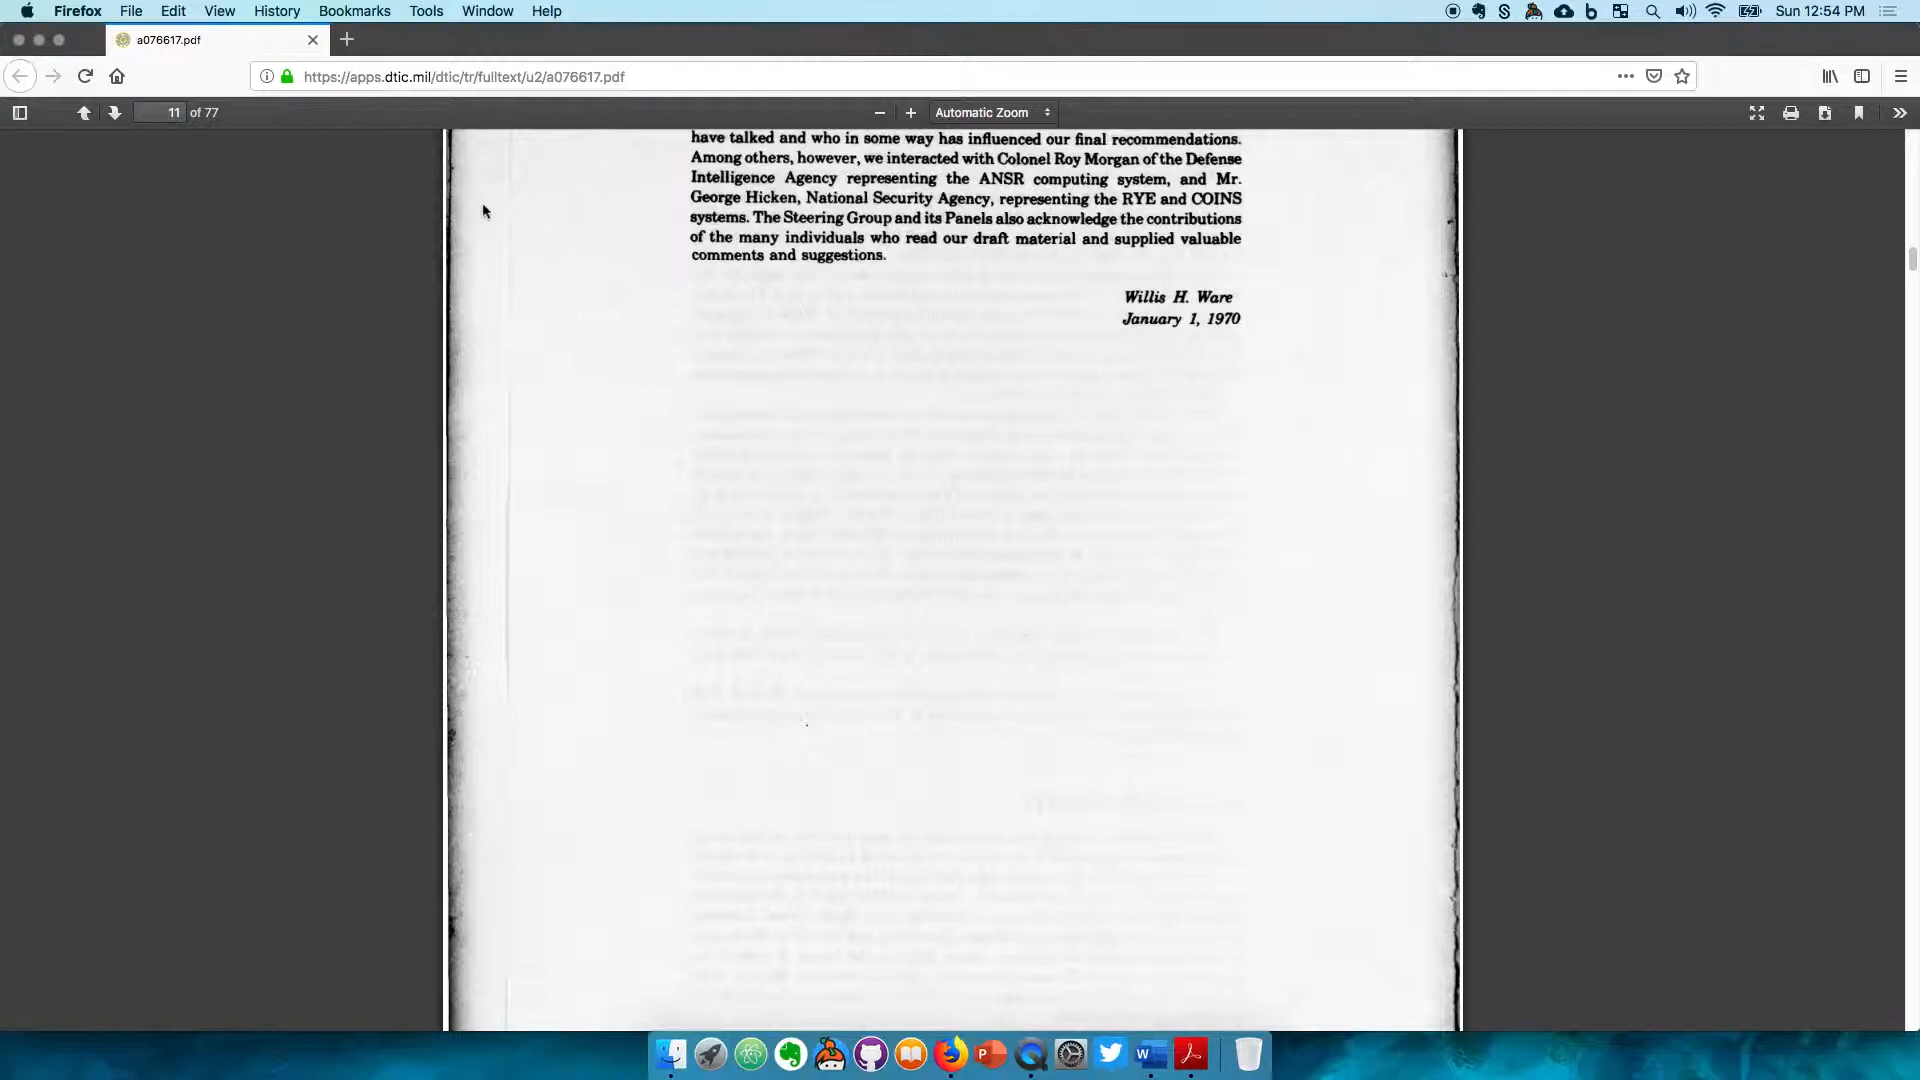 Firefox File Edit View History Bookmarks Tools Window Help Sun 12:54 PM
a076617.pdf
https://apps.dtic.mil/dtic/tr/fulltext/u2/a076617.pdf
11 of 77 Automatic Zoom
have talked and who in some way has influenced our final recommendations.
Among others, however, we interacted with Colonel Roy Morgan of the Defense
Intelligence Agency representing the ANSR computing system, and Mr.
George Hicken, National Security Agency, representing the RYE and COINS
systems. The Steering Group and its Panels also acknowledge the contributions
of the many individuals who read our draft material and supplied valuable
comments and suggestions.
Willis H. Ware
January 1, 1970